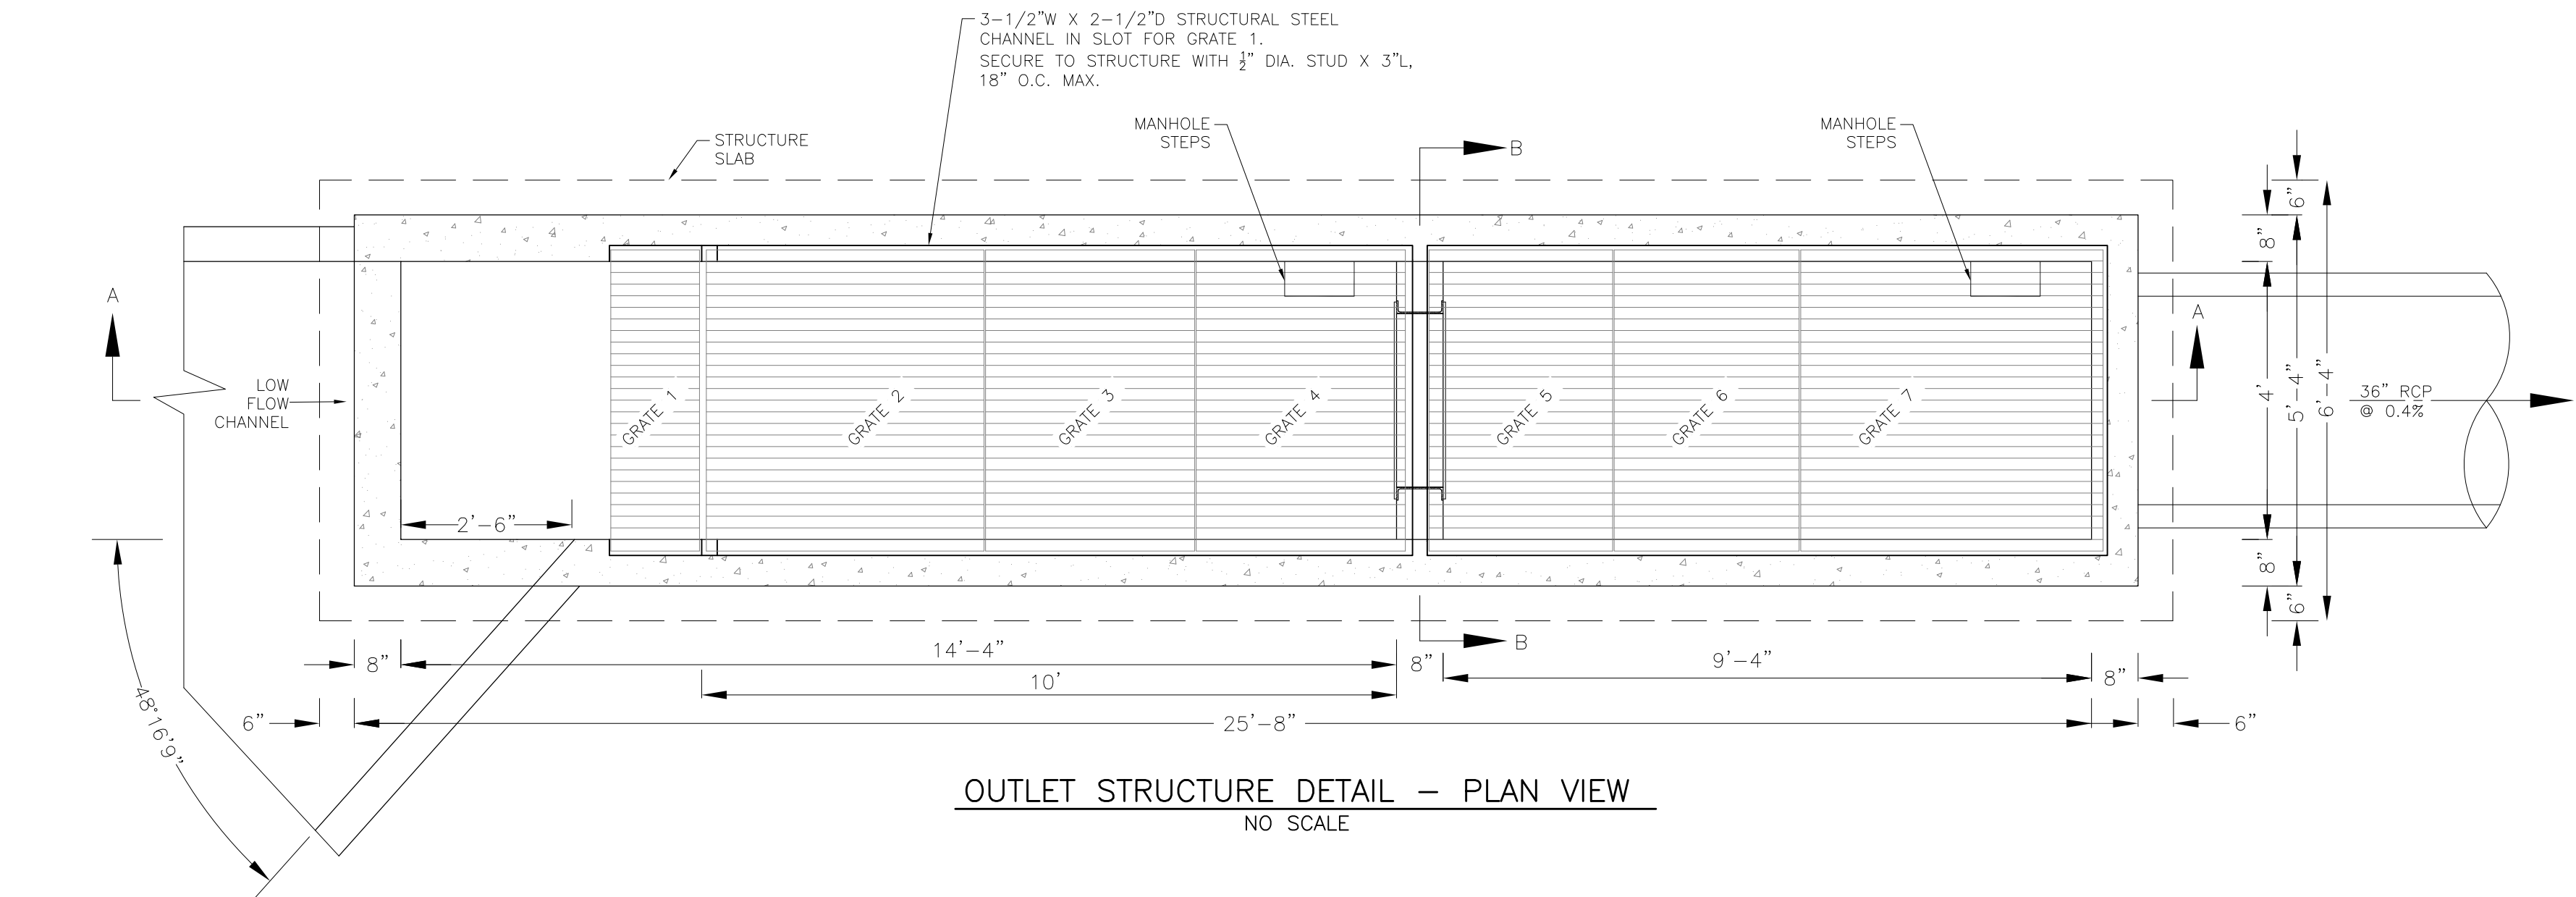 3-1/2”W X 2-1/2”D STRUCTURAL STEEL
CHANNEL IN SLOT FOR GRATE 1.
SECURE TO STRUCTURE WITH ½” DIA. STUD X 3”L,
18” O.C. MAX.
MANHOLE
STEPS
MANHOLE
STEPS
STRUCTURE
SLAB
B
A
LOW
FLOW
CHANNEL
GRATE 1
GRATE 2
GRATE 3
GRATE 4
GRATE 5
GRATE 6
GRATE 7
A
6”
8”
4'
5'-4”
6'-4”
8”
6”
36” RCP
@ 0.4%
2'-6”
48°16'9”
B
8”
14'-4”
8”
9'-4”
8”
10'
6”
25'-8”
6”
OUTLET STRUCTURE DETAIL – PLAN VIEW
NO SCALE